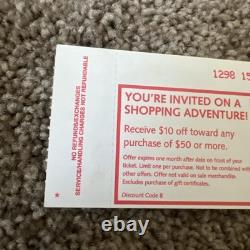 1298 15
NO REFUNDS/EXCHANGES
SERVICE/HANDLING CHARGES NOT REFUNDABLE
*
YOU'RE INVITED ON A
SHOPPING ADVENTURE!
Receive $10 off toward any
purchase of $50 or more.
Offer expires one month after date on front of your
ticket. Limit one per purchase. Not to be combined with
other offers. Offer not valid on sale merchandise.
Excludes purchase of gift certificates.
Discount Code 8
ebay